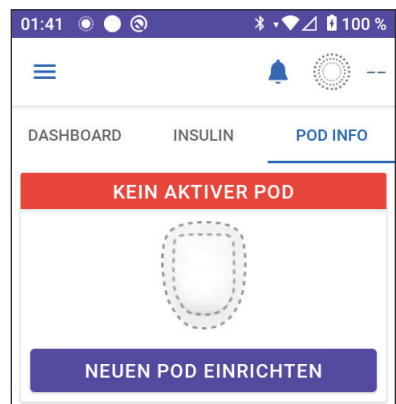 01:41 100 %
--
DASHBOARD INSULIN POD INFO
KEIN AKTIVER POD
NEUEN POD EINRICHTEN